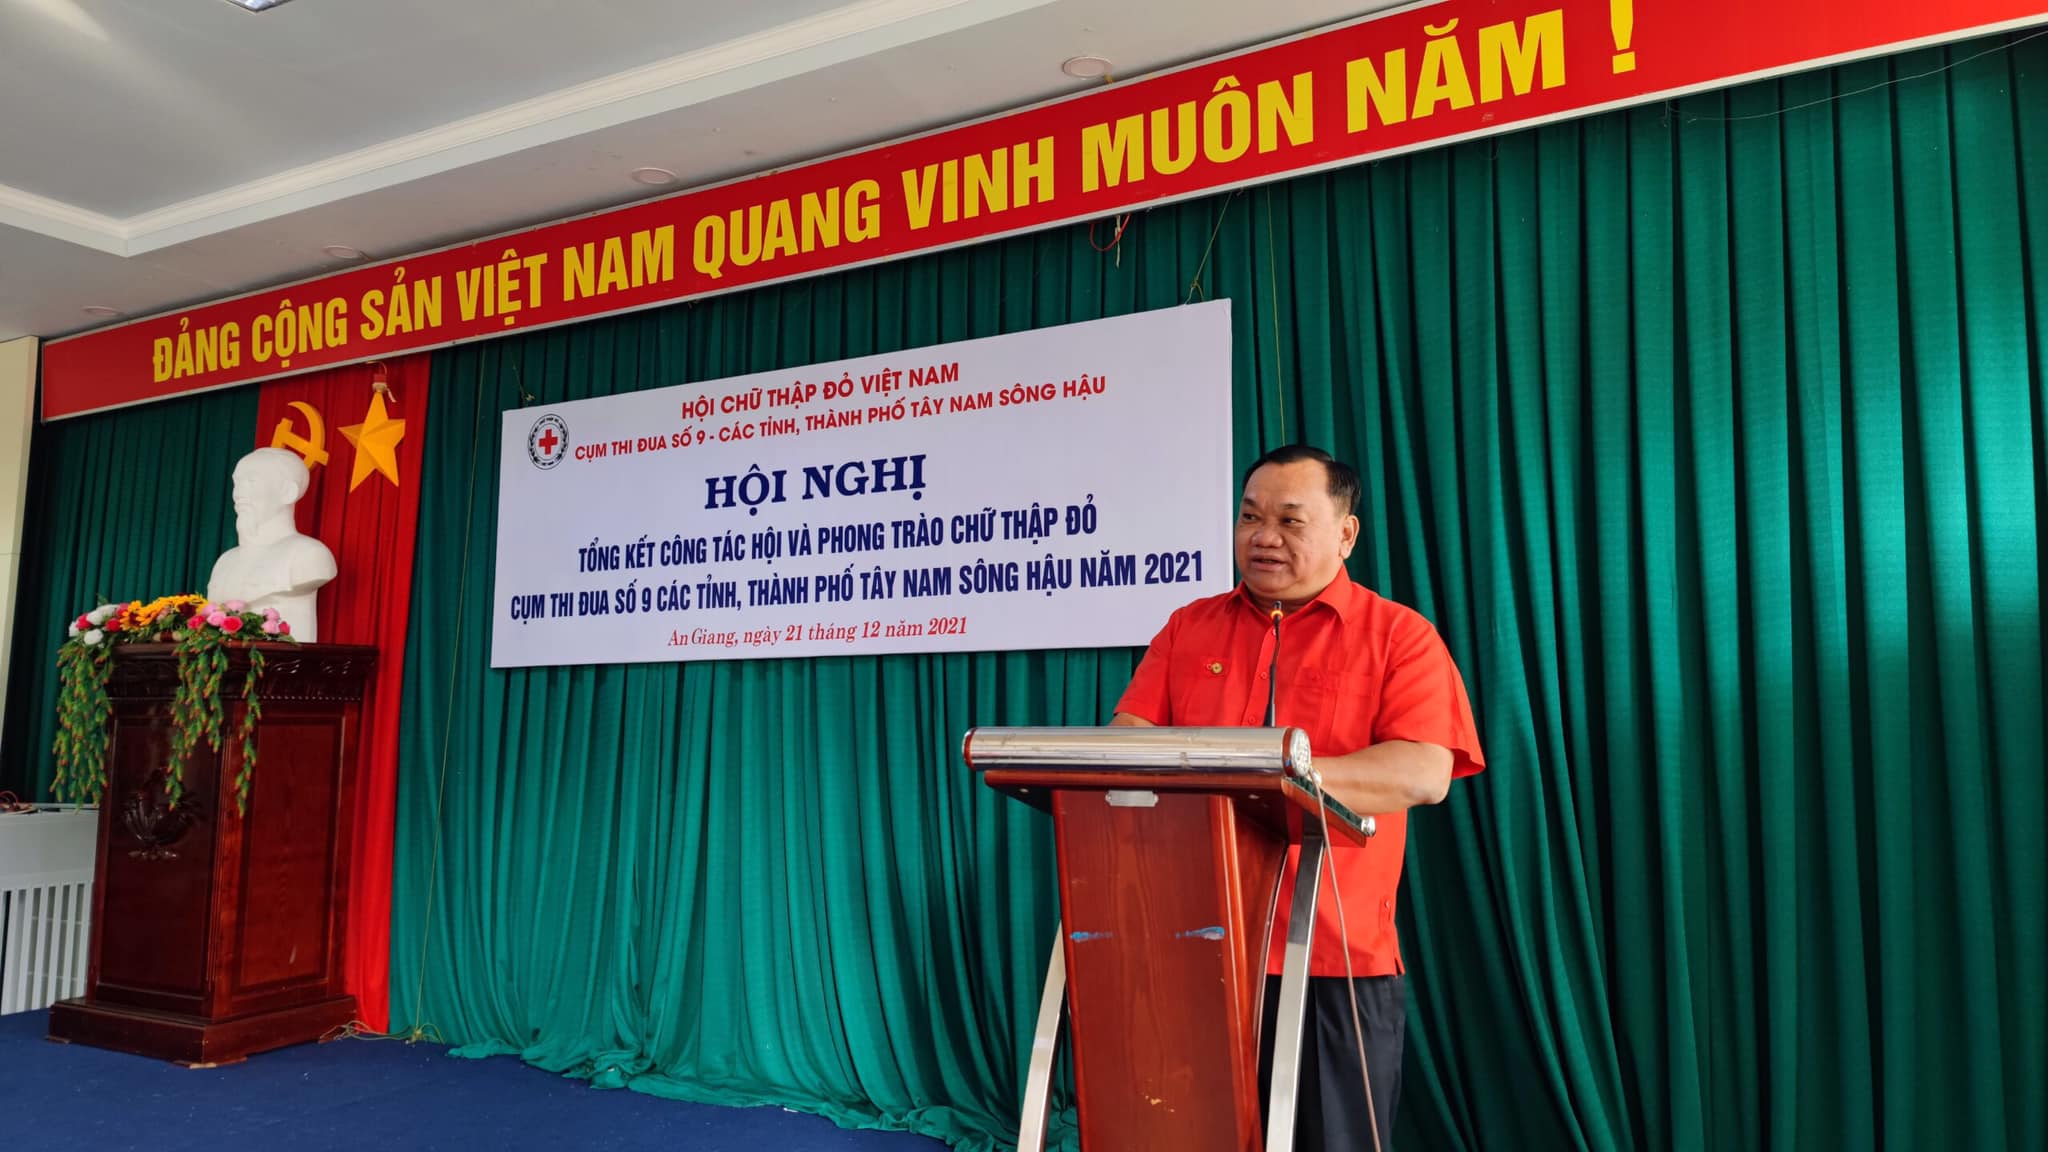 ĐẢNG CỘNG SẢN VIỆT NAM QUANG VINH MUÔN NĂM !
HỘI CHỮ THẬP ĐỎ VIỆT NAM
CỤM THI ĐUA SỐ 9 - CÁC TỈNH, THÀNH PHỐ TÂY NAM SÔNG HẬU
HỘI NGHỊ
TỔNG KẾT CÔNG TÁC HỘI VÀ PHONG TRÀO CHỮ THẬP ĐỎ
CỤM THI ĐUA SỐ 9 CÁC TỈNH, THÀNH PHỐ TÂY NAM SÔNG HẬU NĂM 2021
An Giang, ngày 21 tháng 12 năm 2021